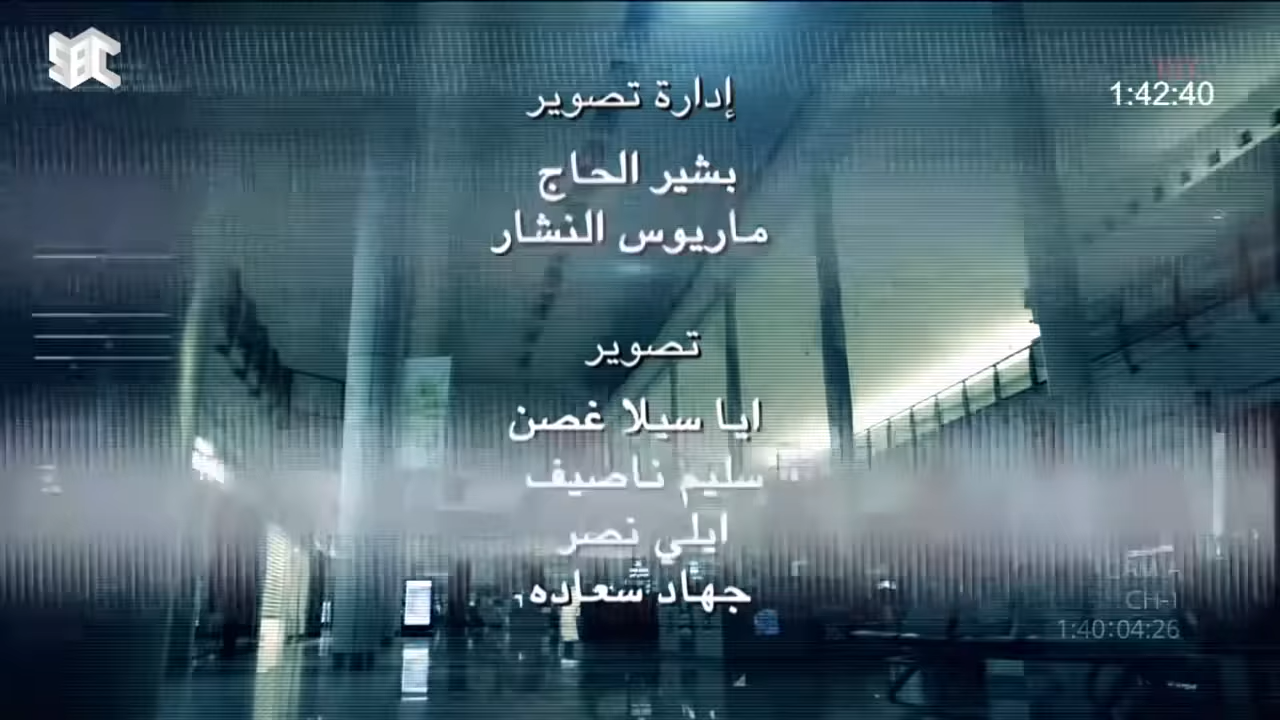 SBC
1:42:40
إدارة تصوير
بشير الحاج
ماريوس النشار
تصوير
ايا سيلا غصن
سليم ناصيف
ايلي نصر
جهاد سعاده
CH-1
1:40:04:26